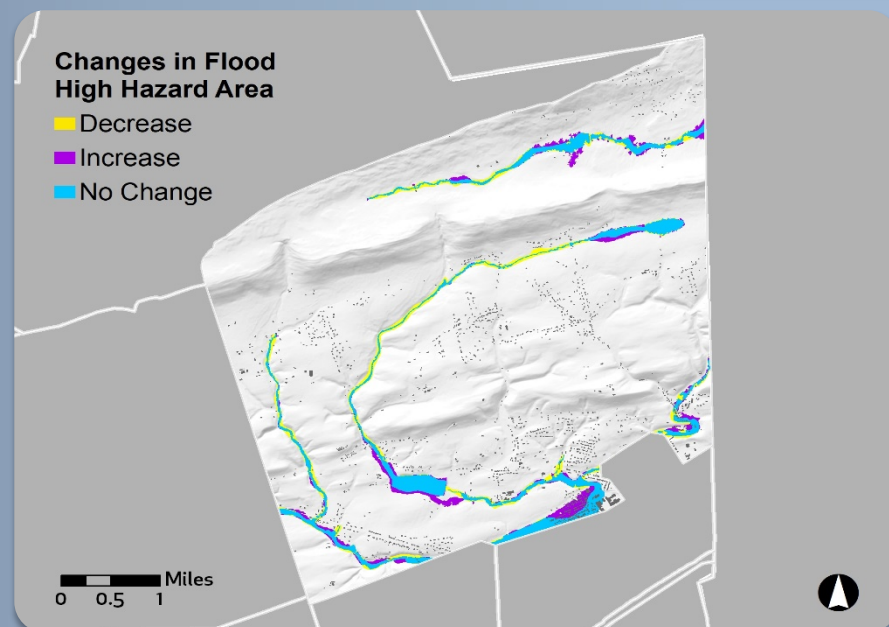 Changes in Flood
High Hazard Area
Decrease
Increase
No Change
Miles
0 0.5 1